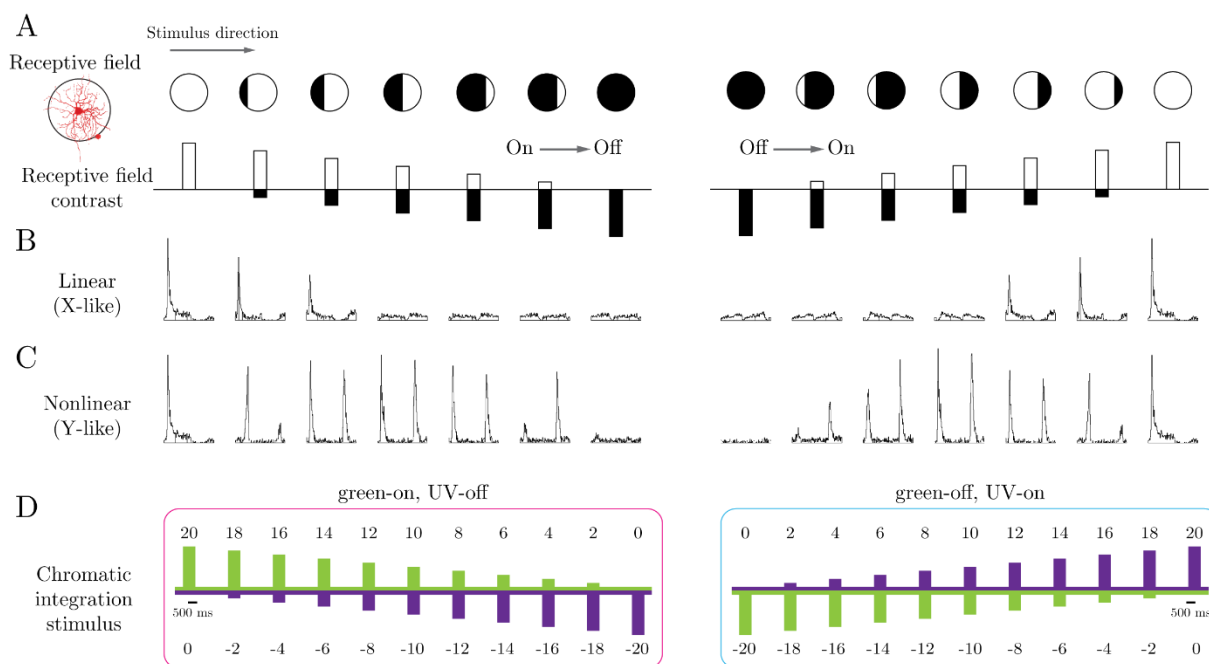 A
Stimulus direction
Receptive field
On
Off
Off
On
Receptive field
contrast
B
Linear
(X-like)
C
Nonlinear
(Y-like)
D
green-on, UV-off
green-off, UV-on
20 18 16 14 12 10 8 6 4 2 0
0 2 4 6 8 10 12 14 16 18 20
Chromatic
integration
stimulus
500 ms
500 ms
0 -2 -4 -6 -8 -10 -12 -14 -16 -18 -20
-20 -18 -16 -14 -12 -10 -8 -6 -4 -2 0